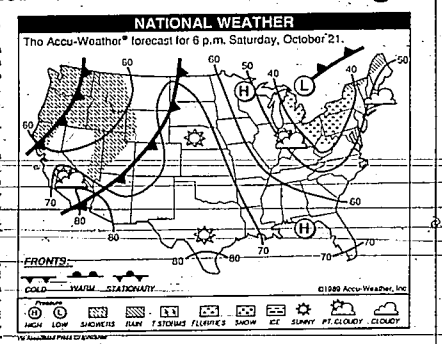 NATIONAL WEATHER
The Accu-Weather® forecast for 6 p.m. Saturday, October 21.
60 60 50 40 40 50
H L
60
70
80
80 80 80 70 60 70 70
H
FRONTS:
COLD WARM STATIONARY
©1989 Accu-Weather, Inc
Pressure
H L
HIGH LOW SHOWERS RAIN T-STORMS FLURRIES SNOW ICE SUNNY PT. CLOUDY CLOUDY